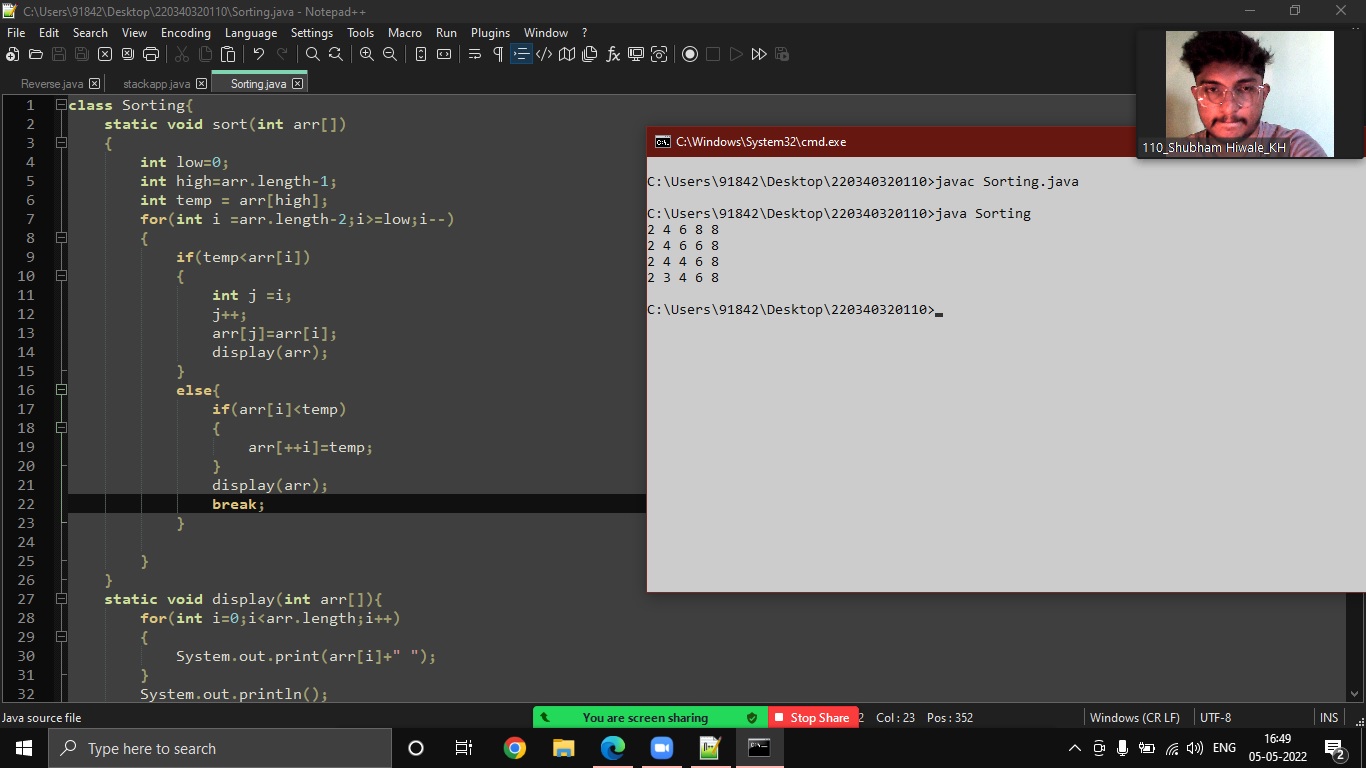 C:\Users\91842\Desktop\220340320110\Sorting.java - Notepad++
File Edit Search View Encoding Language Settings Tools Macro Run Plugins Window ?
Reverse.java stackapp.java Sorting.java
1 class Sorting{
2 static void sort(int arr[])
3 {
4 int low=0;
5 int high=arr.length-1;
6 int temp = arr[high];
7 for(int i =arr.length-2;i>=low;i--)
8 {
9 if(temp<arr[i])
10 {
11 int j =i;
12 j++;
13 arr[j]=arr[i];
14 display(arr);
15 }
16 else{
17 if(arr[i]<temp)
18 {
19 arr[++i]=temp;
20 }
21 display(arr);
22 break;
23 }
24
25 }
26 }
27 static void display(int arr[]){
28 for(int i=0;i<arr.length;i++)
29 {
30 System.out.print(arr[i]+" ");
31 }
32 System.out.println();
110_Shubham Hiwale_KH
C:\Windows\System32\cmd.exe
C:\Users\91842\Desktop\220340320110>javac Sorting.java
C:\Users\91842\Desktop\220340320110>java Sorting
2 4 6 8 8
2 4 6 6 8
2 4 4 6 8
2 3 4 6 8
C:\Users\91842\Desktop\220340320110>
Java source file
You are screen sharing
Stop Share
2 Col : 23 Pos : 352
Windows (CR LF)
UTF-8
INS
Type here to search
ENG
16:49
05-05-2022
2